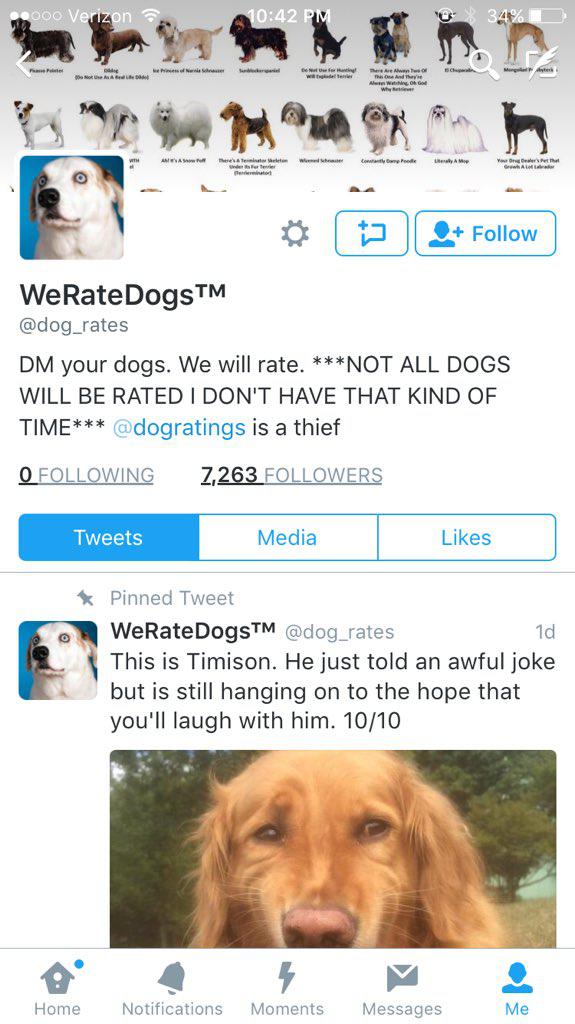 Verizon 10:42 PM 34%
Picasso Pointer
Dildog
(Do Not Use As A Real Life Dildo)
Ice Princess of Narnia Schnauzer
Sunblockerspaniel
Do Not Use For Hunting!
Will Explode! Terrier
There Are Always Two Of
This One And They're
Always Watching, Oh God
Why Retriever
El Chupa
Mongoliad
Ah! It's A Snow Puff
There's A Terminator Skeleton
Under Its Fur Terrier
(Terrierminator)
Wizened Schnauzer
Constantly Damp Poodle
Literally A Mop
Your Drug Dealer's Pet That
Growls A Lot Labrador
Follow
WeRateDogs™
@dog_rates
DM your dogs. We will rate. ***NOT ALL DOGS
WILL BE RATED I DON'T HAVE THAT KIND OF
TIME*** @dogratings is a thief
0 FOLLOWING 7,263 FOLLOWERS
Tweets Media Likes
Pinned Tweet
WeRateDogs™ @dog_rates 1d
This is Timison. He just told an awful joke
but is still hanging on to the hope that
you'll laugh with him. 10/10
Home Notifications Moments Messages Me